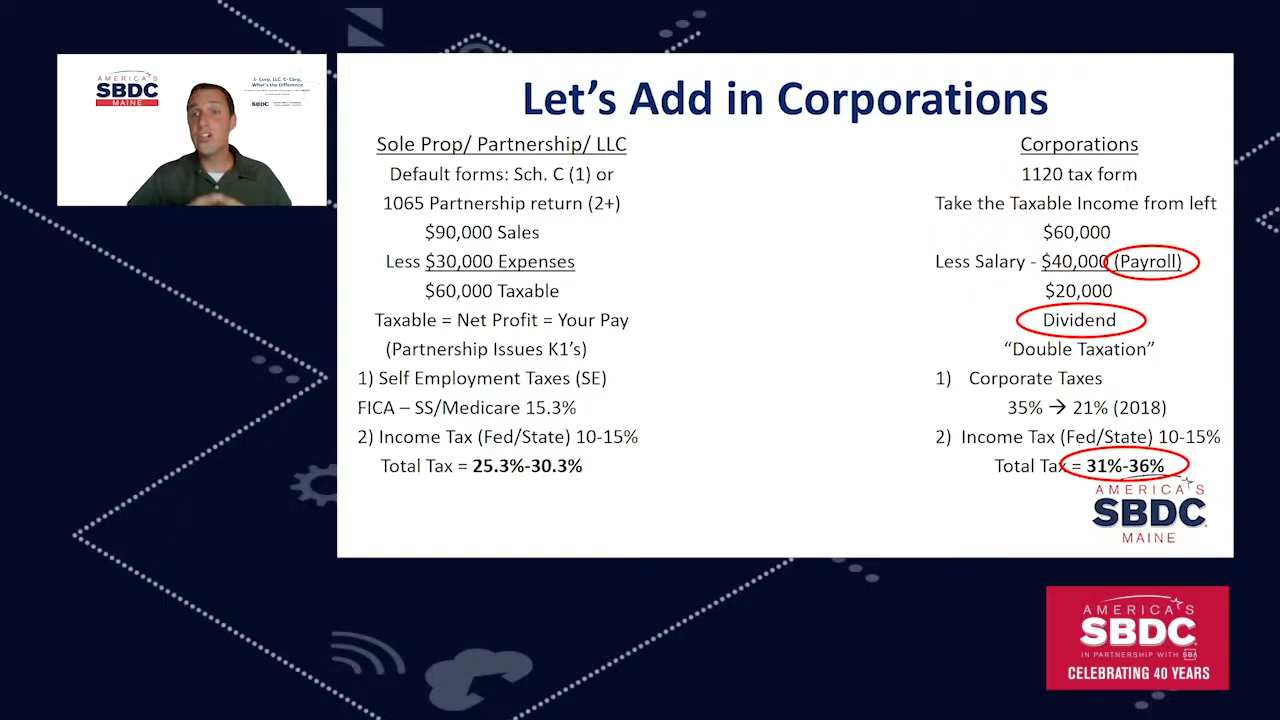 AMERICA'S
SBDC
MAINE
S- Corp, LLC, C- Corp,
What's the Difference
SBDC
Let's Add in Corporations
Sole Prop/ Partnership/ LLC
Default forms: Sch. C (1) or
1065 Partnership return (2+)
$90,000 Sales
Less $30,000 Expenses
$60,000 Taxable
Taxable = Net Profit = Your Pay
(Partnership Issues K1's)
1) Self Employment Taxes (SE)
FICA – SS/Medicare 15.3%
2) Income Tax (Fed/State) 10-15%
Total Tax = 25.3%-30.3%
Corporations
1120 tax form
Take the Taxable Income from left
$60,000
Less Salary - $40,000 (Payroll)
$20,000
Dividend
"Double Taxation"
1) Corporate Taxes
35% → 21% (2018)
2) Income Tax (Fed/State) 10-15%
Total Tax = 31%-36%
AMERICA'S
SBDC
MAINE
AMERICA'S
SBDC
IN PARTNERSHIP WITH SBA
CELEBRATING 40 YEARS